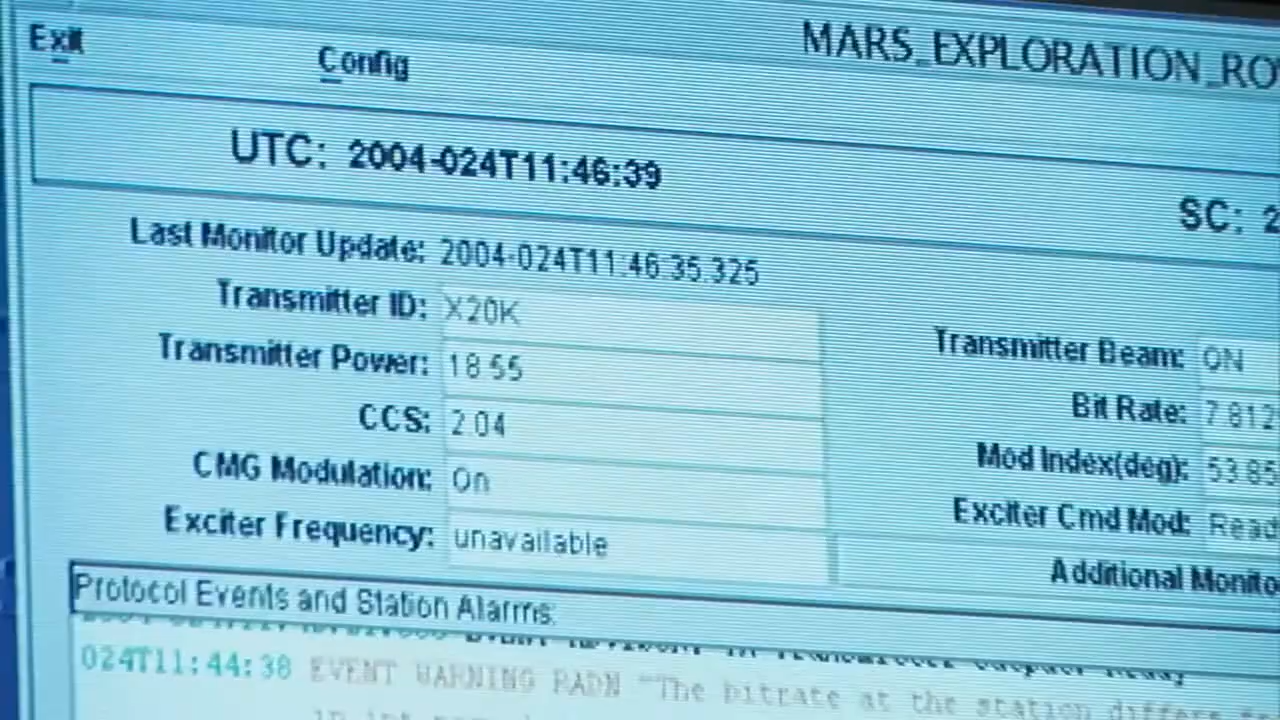 Exit Config MARS_EXPLORATION_RO
UTC: 2004-024T11:46:39
SC: 2
Last Monitor Update: 2004-024T11:46:35.325
Transmitter ID: X20K
Transmitter Power: 18.55
CCS: 2.04
CMG Modulation: On
Exciter Frequency: unavailable
Transmitter Beam: ON
Bit Rate: 7.812
Mod Index(deg): 53.85
Exciter Cmd Mod: Read
Additional Monito
Protocol Events and Station Alarms:
024T11:44:38 EVENT WARNING RADN "The bitrate at the station differs